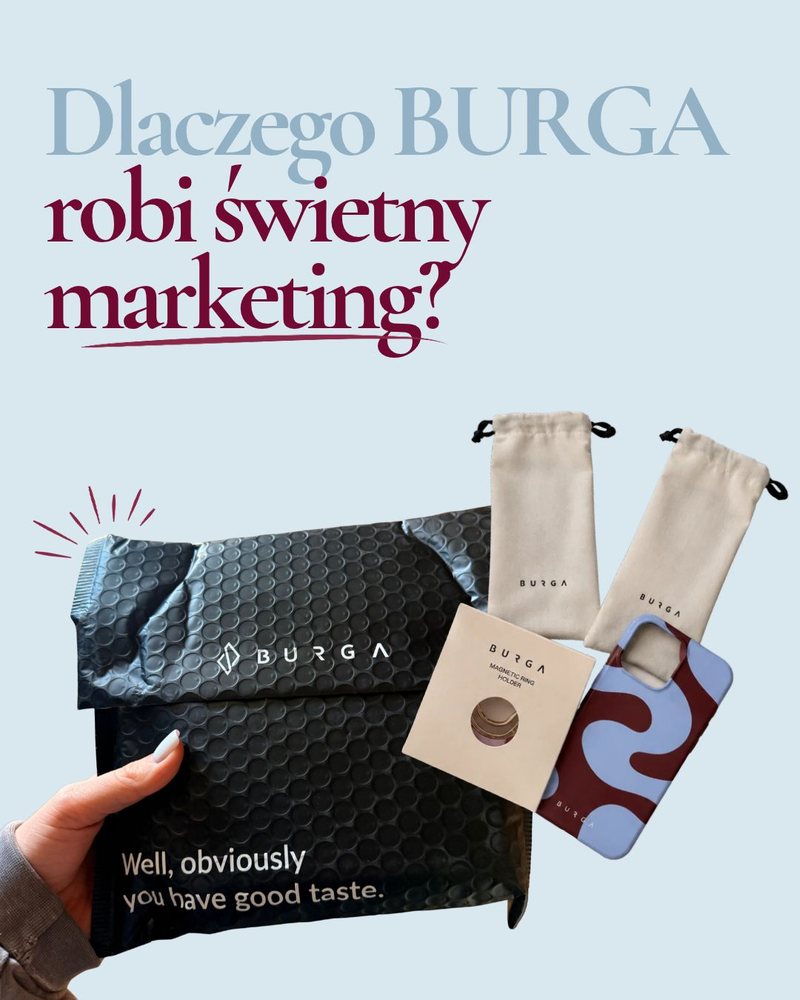 Dlaczego BURGA
robi świetny
marketing?
BURGA
BURGA
BURGA
MAGNETIC RING
HOLDER
BURGA
BURGA
Well, obviously
you have good taste.